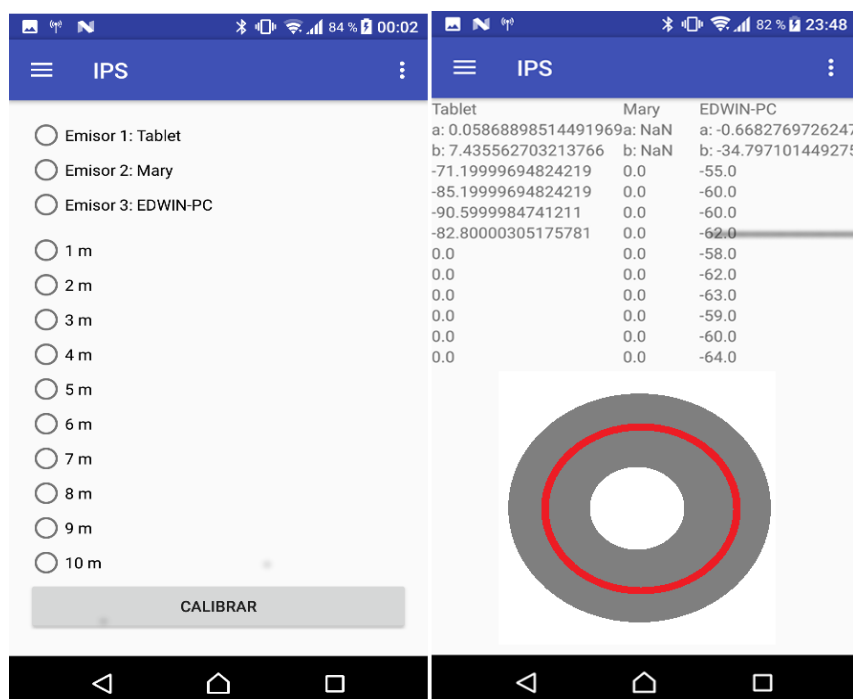 84 % 00:02
IPS
Emisor 1: Tablet
Emisor 2: Mary
Emisor 3: EDWIN-PC
1 m
2 m
3 m
4 m
5 m
6 m
7 m
8 m
9 m
10 m
CALIBRAR
82 % 23:48
IPS
Tablet Mary EDWIN-PC
a: 0.05868898514491969a: NaN a: -0.6682769726247
b: 7.435562703213766 b: NaN b: -34.797101449275
-71.19999694824219 0.0 -55.0
-85.19999694824219 0.0 -60.0
-90.5999984741211 0.0 -60.0
-82.80000305175781 0.0 -62.0
0.0 0.0 -58.0
0.0 0.0 -62.0
0.0 0.0 -63.0
0.0 0.0 -59.0
0.0 0.0 -60.0
0.0 0.0 -64.0